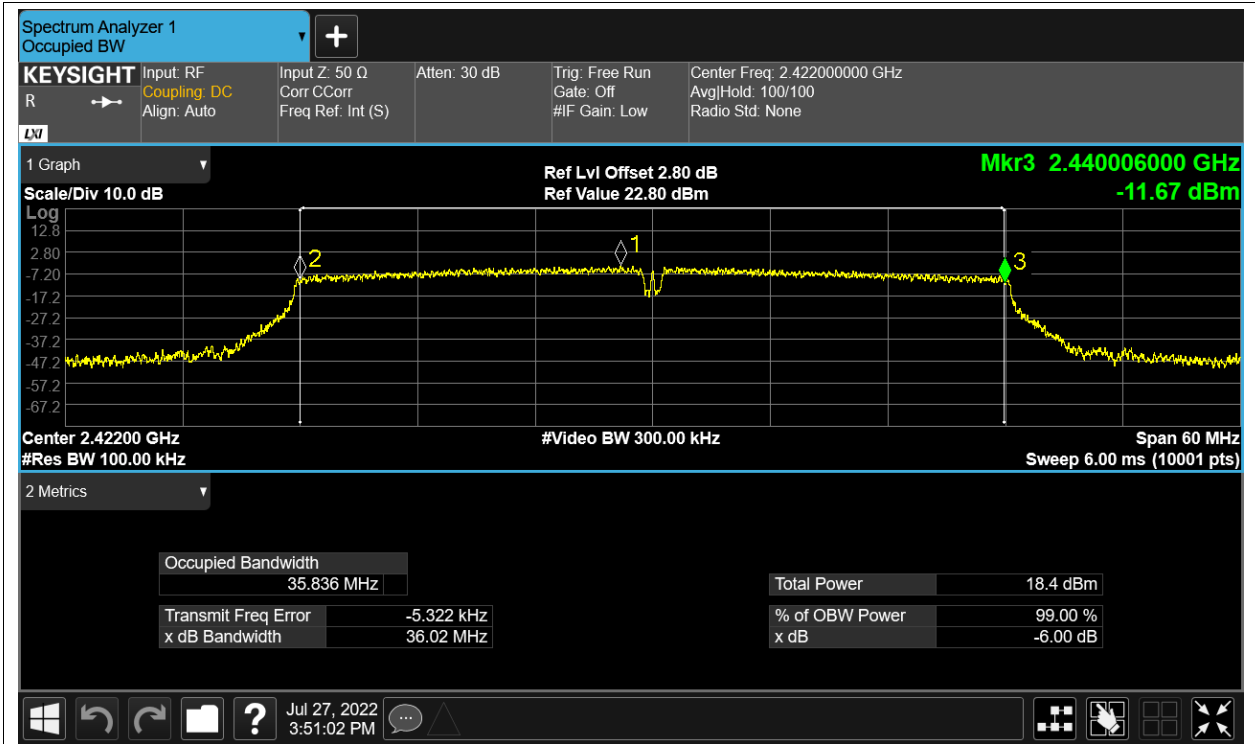 Spectrum Analyzer 1
Occupied BW
KEYSIGHT
R
LXI
Input: RF
Coupling: DC
Align: Auto
Input Z: 50 Ω
Corr CCorr
Freq Ref: Int (S)
Atten: 30 dB
Trig: Free Run
Gate: Off
#IF Gain: Low
Center Freq: 2.422000000 GHz
Avg|Hold: 100/100
Radio Std: None
1 Graph
Scale/Div 10.0 dB
Ref Lvl Offset 2.80 dB
Ref Value 22.80 dBm
Mkr3 2.440006000 GHz
-11.67 dBm
Log
12.8
2.80
-7.20
-17.2
-27.2
-37.2
-47.2
-57.2
-67.2
2
1
3
Center 2.42200 GHz
#Video BW 300.00 kHz
Span 60 MHz
#Res BW 100.00 kHz
Sweep 6.00 ms (10001 pts)
2 Metrics
Occupied Bandwidth
35.836 MHz
Transmit Freq Error -5.322 kHz
x dB Bandwidth 36.02 MHz
Total Power 18.4 dBm
% of OBW Power 99.00 %
x dB -6.00 dB
?
Jul 27, 2022
3:51:02 PM